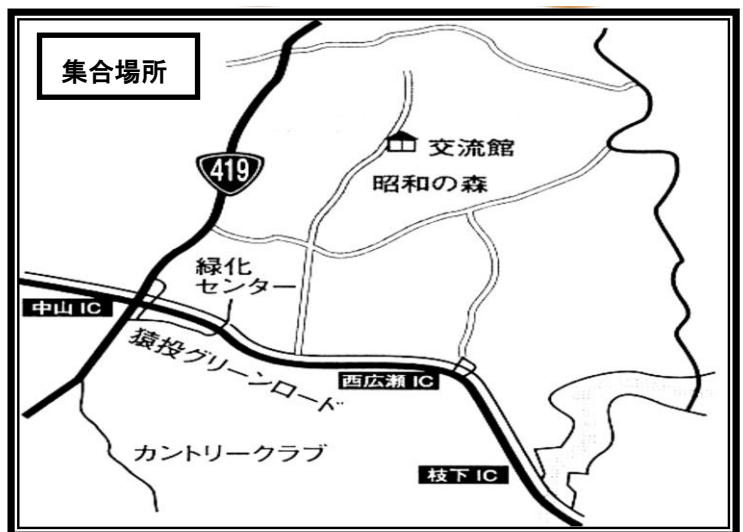 集合場所
419
交流館
昭和の森
緑化
センター
中山 IC
猿投グリーンロード
西広瀬 IC
カントリークラブ
枝下 IC